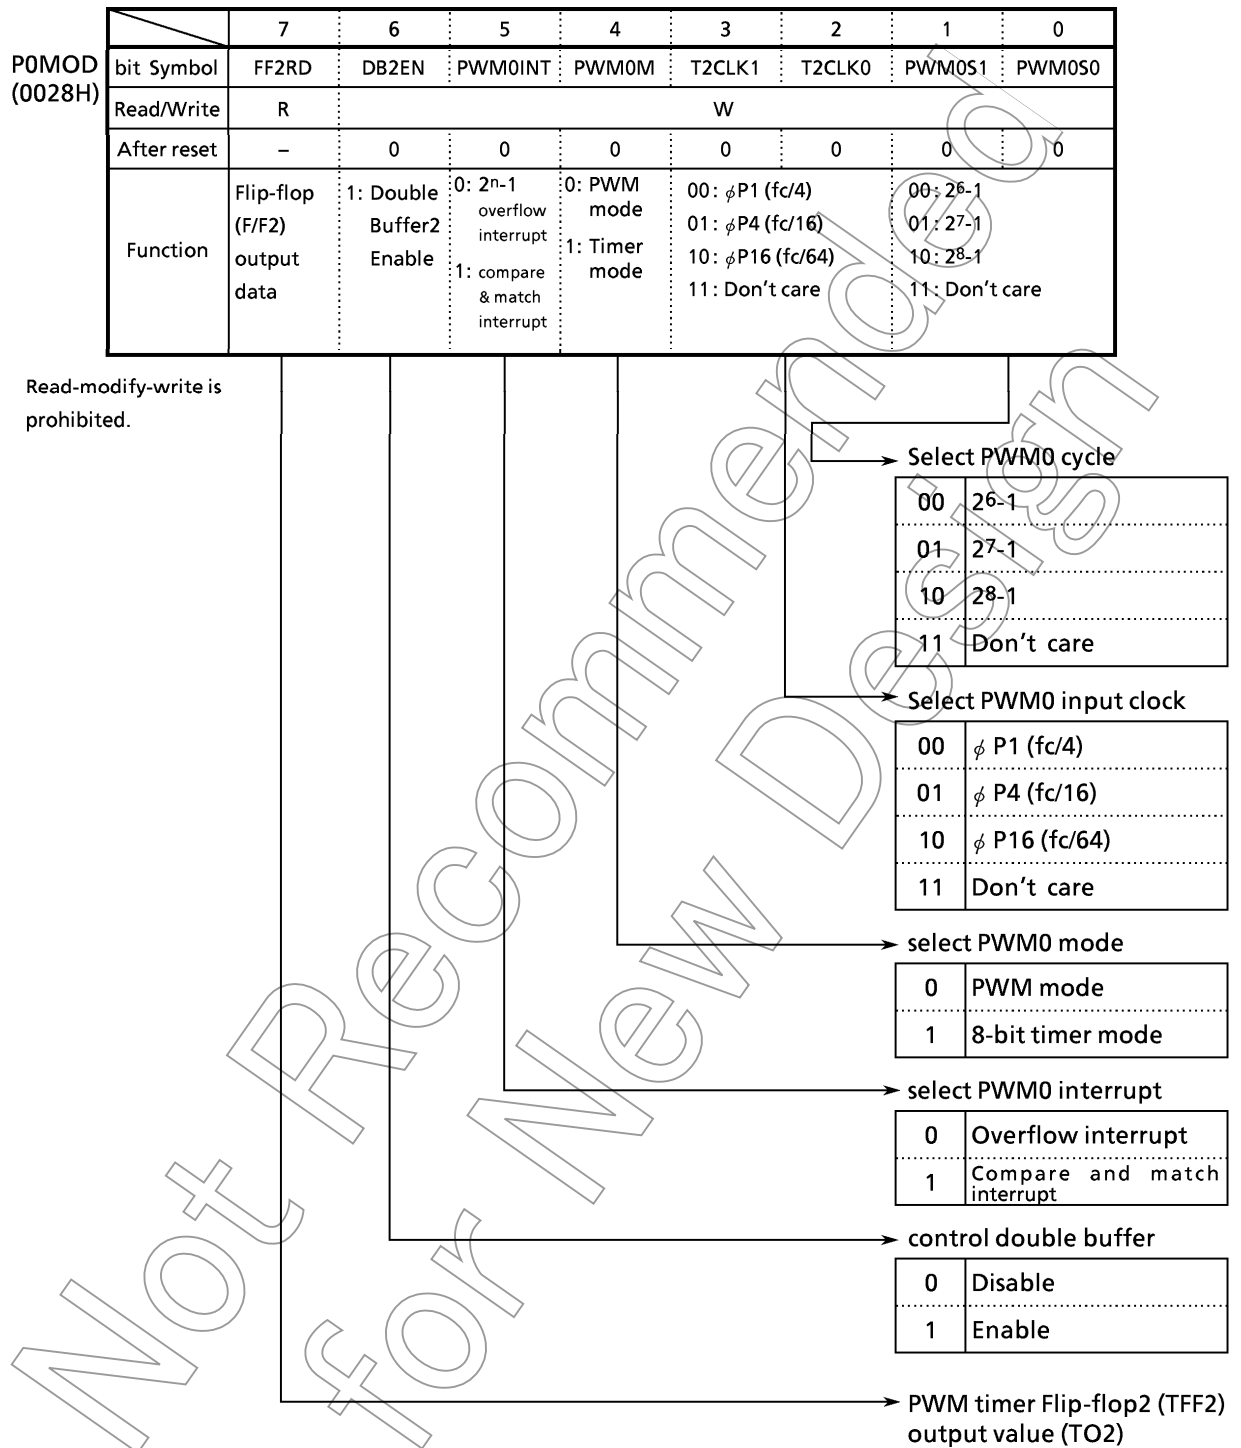 7 6 5 4 3 2 1 0
P0MOD (0028H)
bit Symbol FF2RD DB2EN PWM0INT PWM0M T2CLK1 T2CLK0 PWM0S1 PWM0S0
Read/Write R W
After reset – 0 0 0 0 0 0 0
Function
Flip-flop
(F/F2)
output
data
1: Double
Buffer2
Enable
0: 2ⁿ-1
overflow
interrupt
1: compare
& match
interrupt
0: PWM
mode
1: Timer
mode
00: ϕP1 (fc/4)
01: ϕP4 (fc/16)
10: ϕP16 (fc/64)
11: Don't care
00: 2⁶-1
01: 2⁷-1
10: 2⁸-1
11: Don't care
Read-modify-write is
prohibited.
Select PWM0 cycle
00 2⁶-1
01 2⁷-1
10 2⁸-1
11 Don't care
Select PWM0 input clock
00 ϕ P1 (fc/4)
01 ϕ P4 (fc/16)
10 ϕ P16 (fc/64)
11 Don't care
select PWM0 mode
0 PWM mode
1 8-bit timer mode
select PWM0 interrupt
0 Overflow interrupt
1 Compare and match
interrupt
control double buffer
0 Disable
1 Enable
PWM timer Flip-flop2 (TFF2)
output value (TO2)
Not Recommended
for New Design